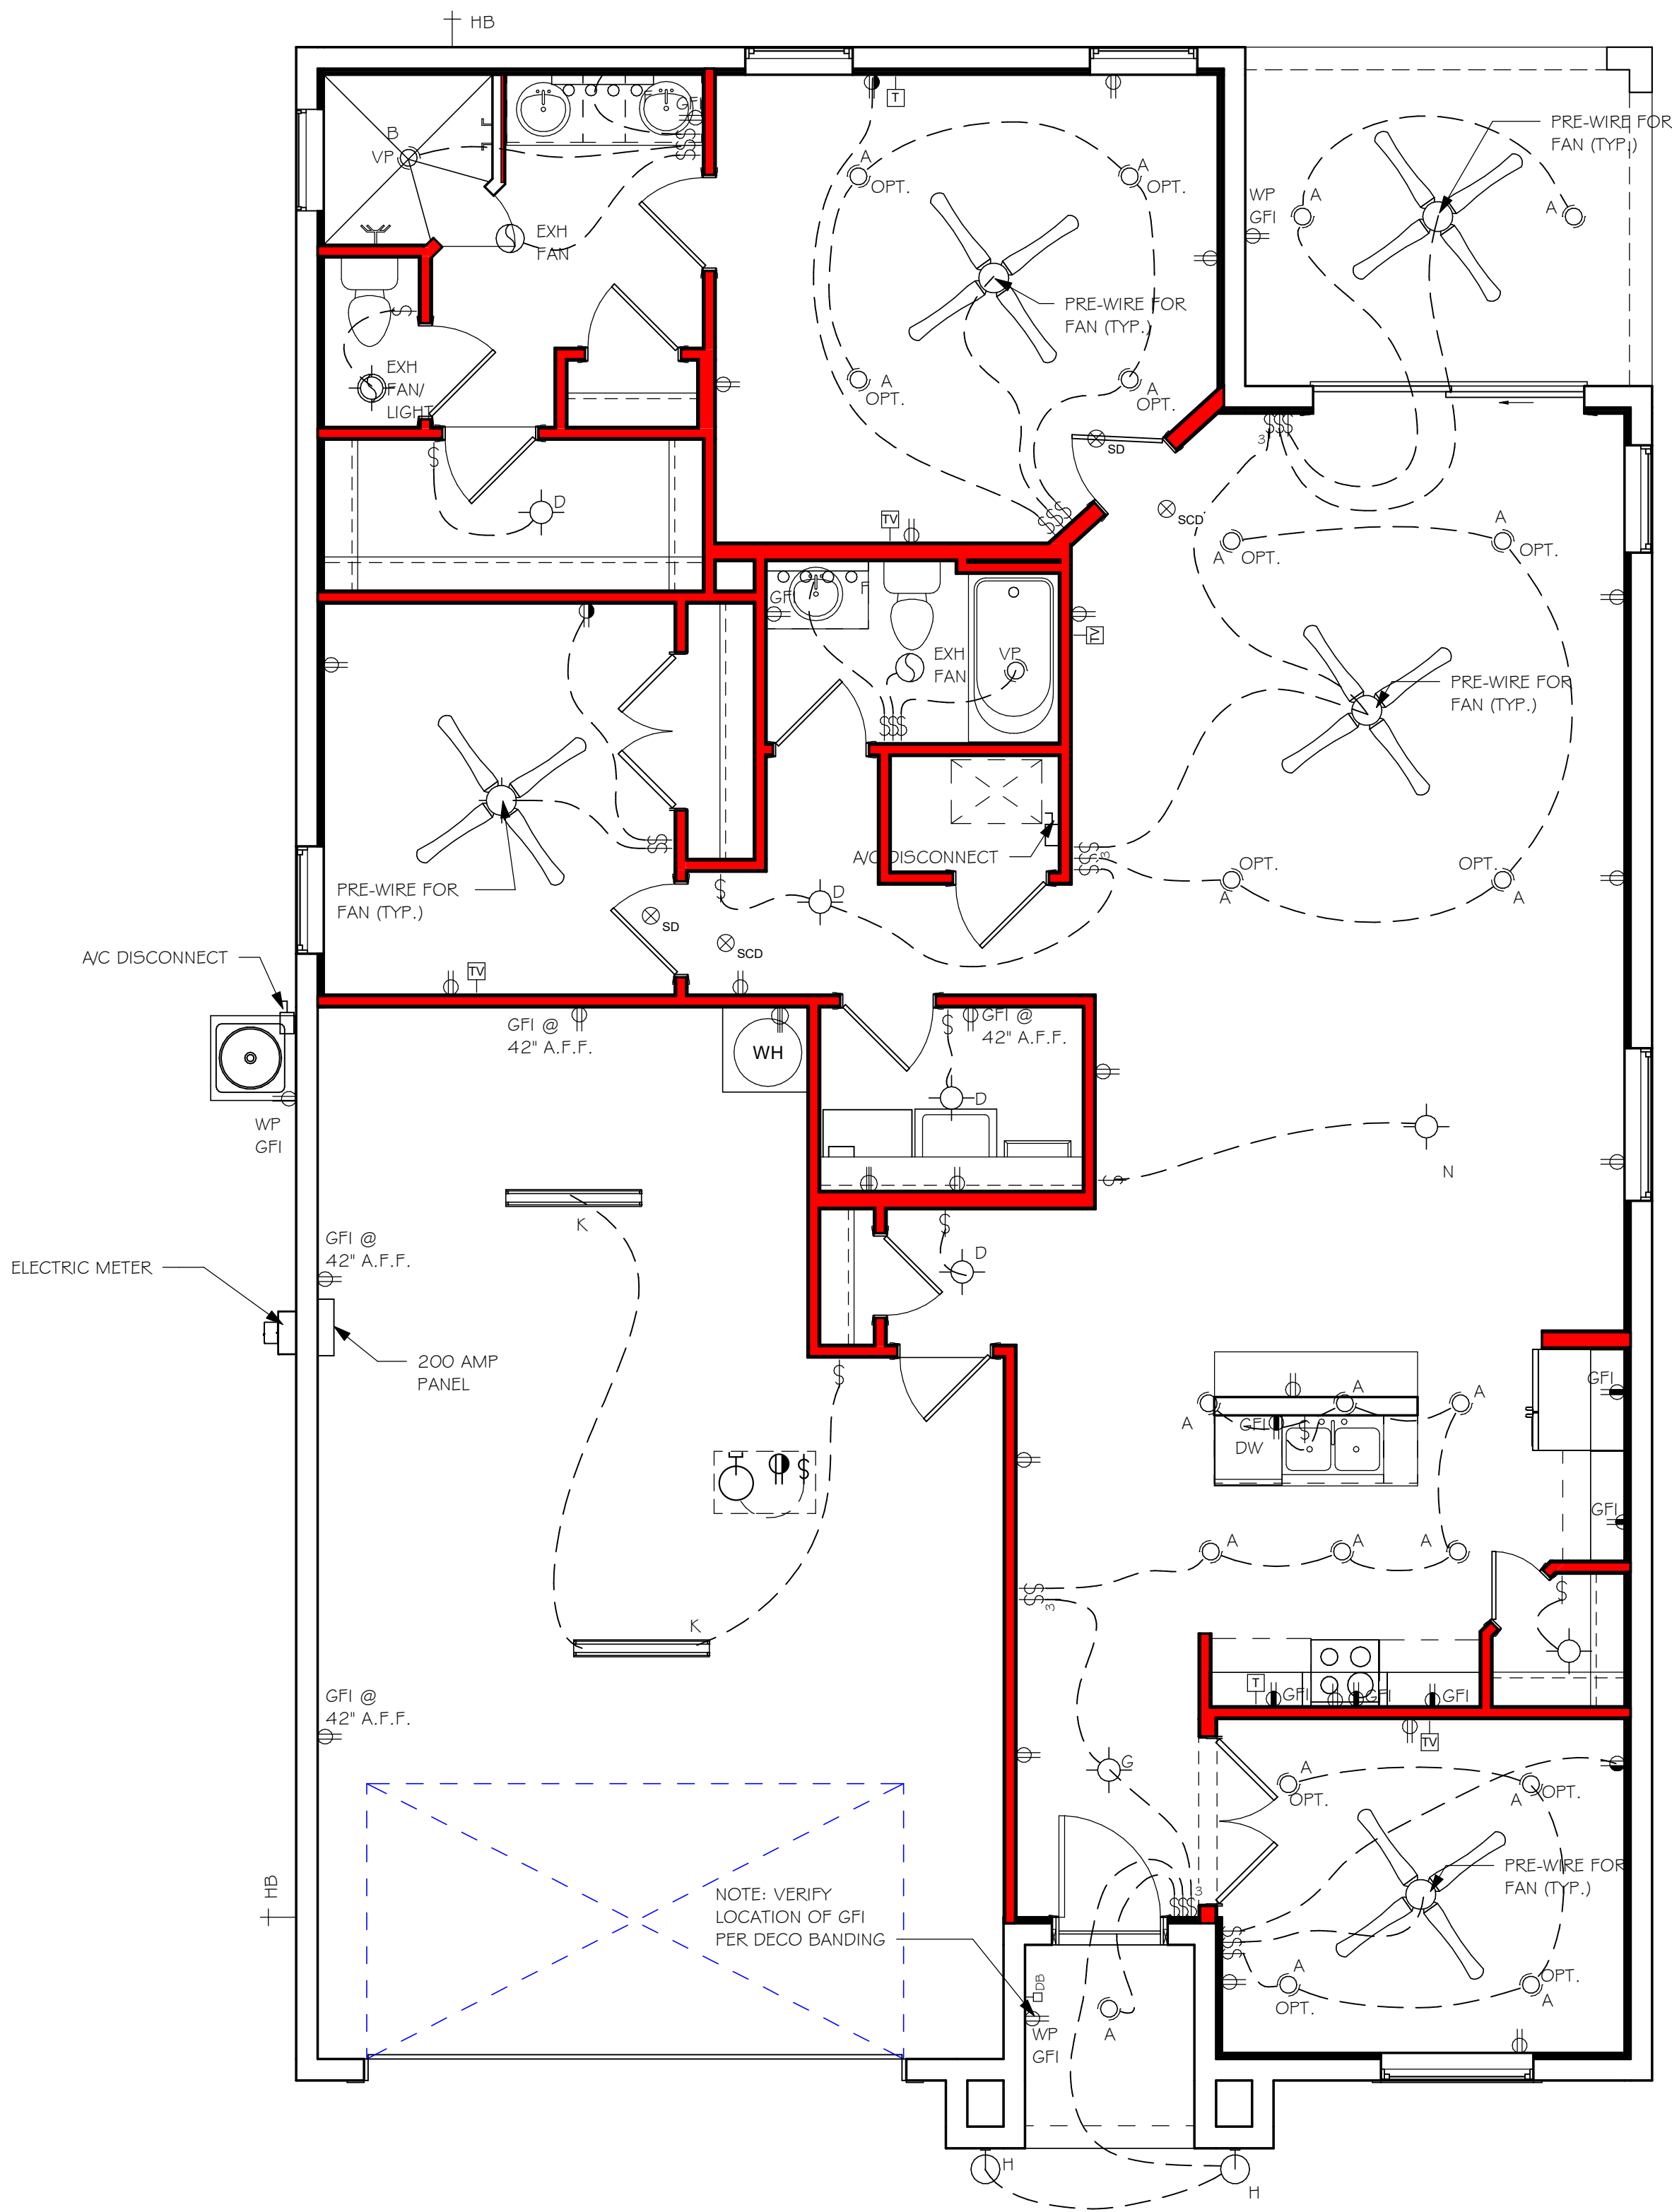 HB
B
VP
GFI
EXH
FAN
EXH
FAN/
LIGHT
T
A
OPT.
A
OPT.
PRE-WIRE FOR
FAN (TYP.)
A
OPT.
A
OPT.
WP
GFI
A
A
PRE-WIRE FOR
FAN (TYP.)
SD
SCD
3
D
TV
GFI
F
EXH
FAN
VP
TV
A
OPT.
A
OPT.
PRE-WIRE FOR
FAN (TYP.)
OPT.
A
OPT.
A
A/C DISCONNECT
3
PRE-WIRE FOR
FAN (TYP.)
D
SD
SCD
TV
A/C DISCONNECT
WP
GFI
GFI @
42" A.F.F.
WH
GFI @
42" A.F.F.
D
N
K
GFI @
42" A.F.F.
ELECTRIC METER
200 AMP
PANEL
D
A
A
A
GFI
DW
GFI
GFI
A
A
A
3
K
GFI @
42" A.F.F.
T
GFI
GFI
GFI
TV
G
A
OPT.
A
OPT.
PRE-WIRE FOR
FAN (TYP.)
HB
NOTE: VERIFY
LOCATION OF GFI
PER DECO BANDING
3
DB
WP
GFI
A
A
OPT.
OPT.
A
H
H